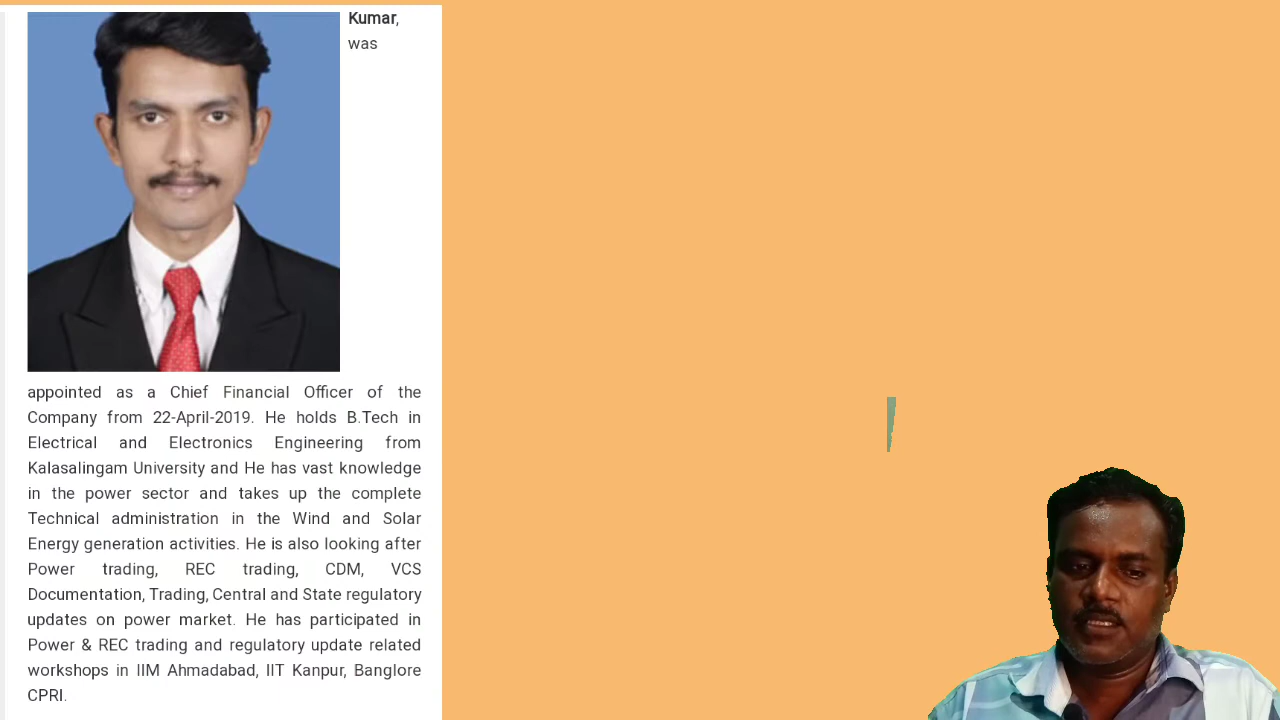 Kumar,
was
appointed as a Chief Financial Officer of the
Company from 22-April-2019. He holds B.Tech in
Electrical and Electronics Engineering from
Kalasalingam University and He has vast knowledge
in the power sector and takes up the complete
Technical administration in the Wind and Solar
Energy generation activities. He is also looking after
Power trading, REC trading, CDM, VCS
Documentation, Trading, Central and State regulatory
updates on power market. He has participated in
Power & REC trading and regulatory update related
workshops in IIM Ahmadabad, IIT Kanpur, Banglore
CPRI.